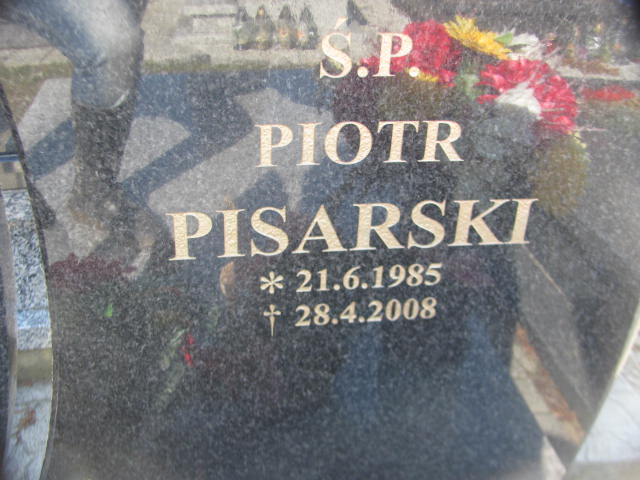 Ś.P.
PIOTR
PISARSKI
* 21.6.1985
† 28.4.2008